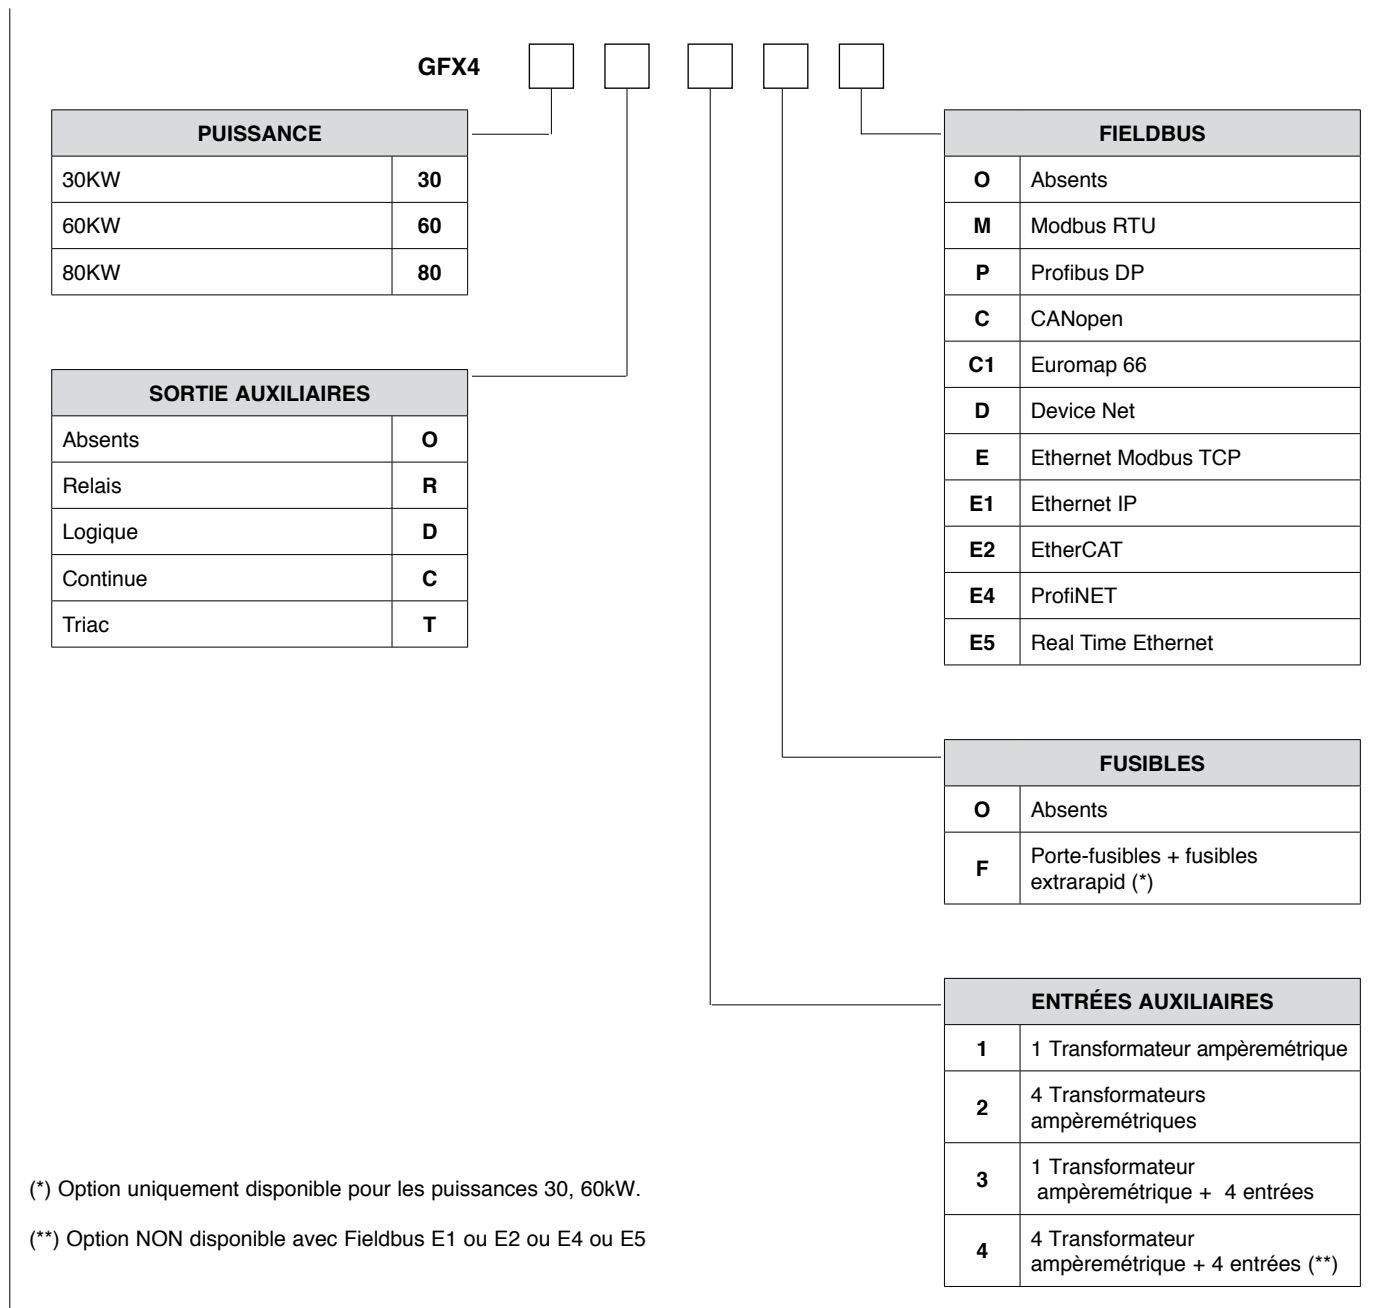 GFX4
PUISSANCE
30KW 30
60KW 60
80KW 80
SORTIE AUXILIAIRES
Absents O
Relais R
Logique D
Continue C
Triac T
FIELDBUS
O Absents
M Modbus RTU
P Profibus DP
C CANopen
C1 Euromap 66
D Device Net
E Ethernet Modbus TCP
E1 Ethernet IP
E2 EtherCAT
E4 ProfiNET
E5 Real Time Ethernet
FUSIBLES
O Absents
F Porte-fusibles + fusibles
extrarapid (*)
ENTRÉES AUXILIAIRES
1 1 Transformateur ampèremétrique
2 4 Transformateurs
ampèremétriques
3 1 Transformateur
ampèremétrique + 4 entrées
4 4 Transformateur
ampèremétrique + 4 entrées (**)
(*) Option uniquement disponible pour les puissances 30, 60kW.
(**) Option NON disponible avec Fieldbus E1 ou E2 ou E4 ou E5